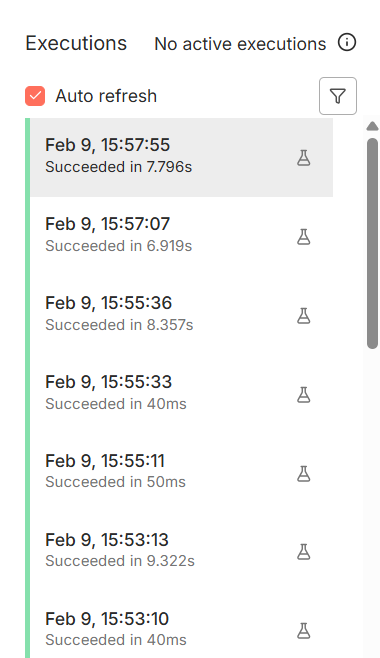 Executions No active executions
Auto refresh
Feb 9, 15:57:55
Succeeded in 7.796s
Feb 9, 15:57:07
Succeeded in 6.919s
Feb 9, 15:55:36
Succeeded in 8.357s
Feb 9, 15:55:33
Succeeded in 40ms
Feb 9, 15:55:11
Succeeded in 50ms
Feb 9, 15:53:13
Succeeded in 9.322s
Feb 9, 15:53:10
Succeeded in 40ms